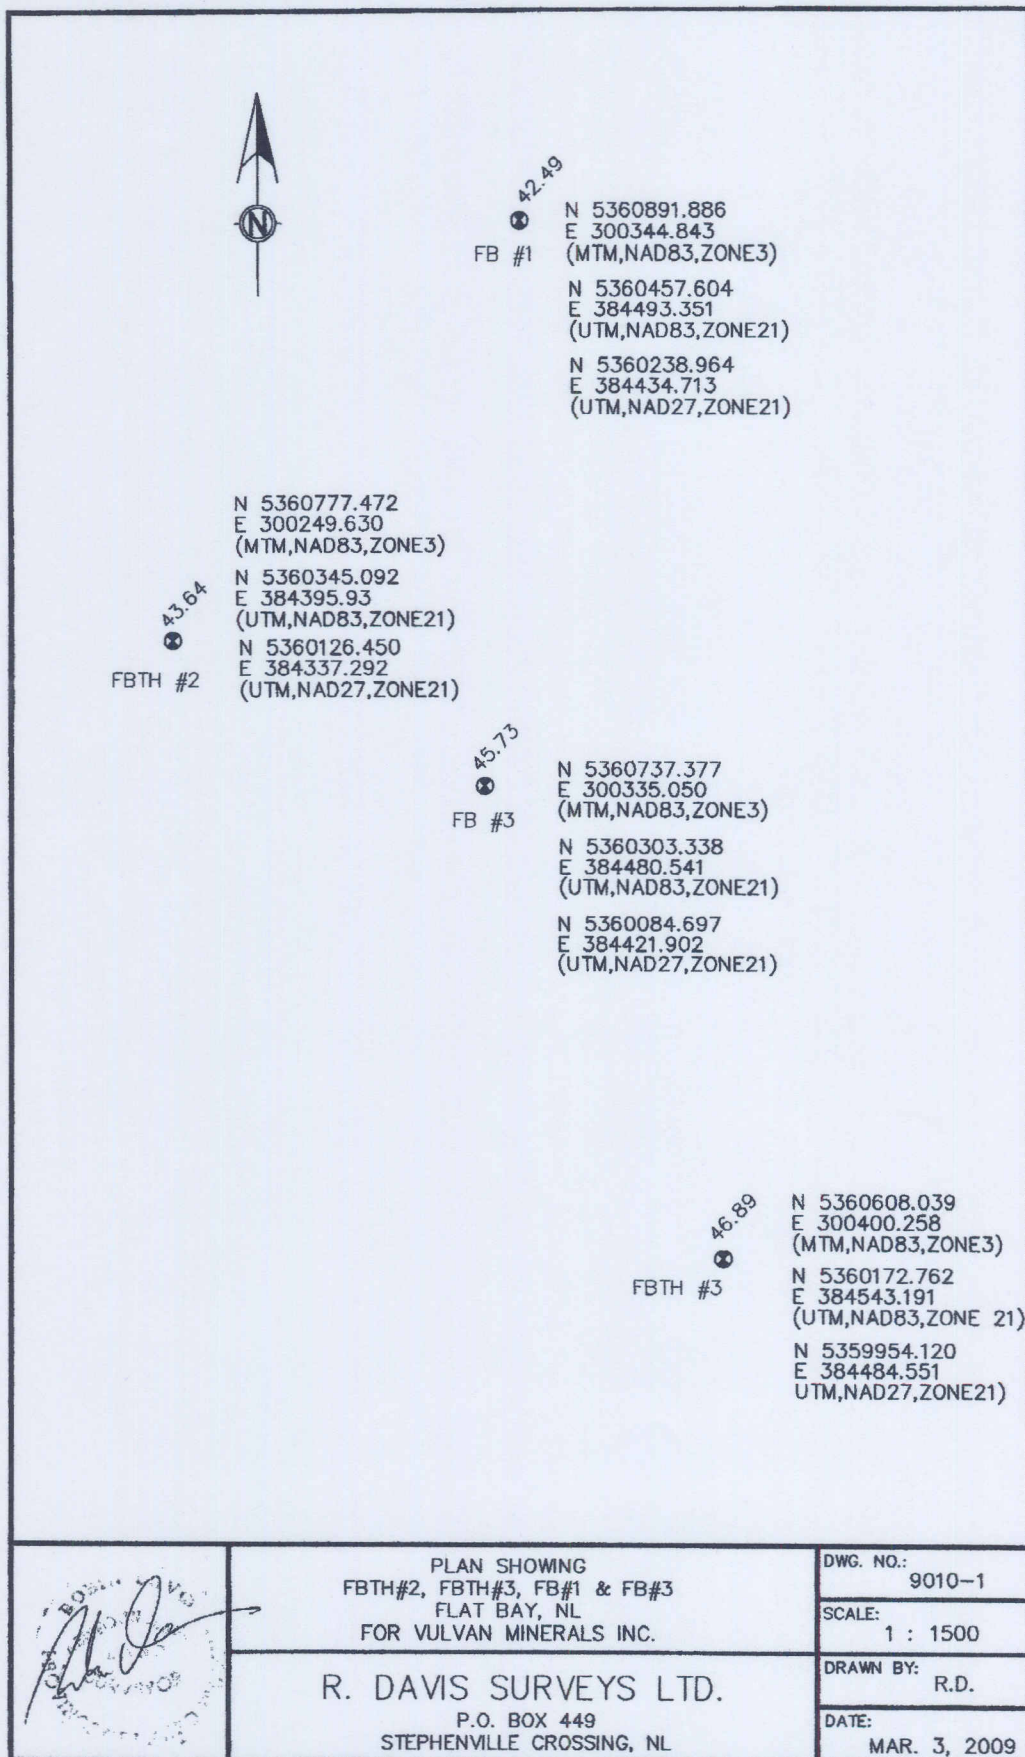 N
42.49
FB #1
N 5360891.886
E 300344.843
(MTM,NAD83,ZONE3)
N 5360457.604
E 384493.351
(UTM,NAD83,ZONE21)
N 5360238.964
E 384434.713
(UTM,NAD27,ZONE21)
N 5360777.472
E 300249.630
(MTM,NAD83,ZONE3)
N 5360345.092
E 384395.93
(UTM,NAD83,ZONE21)
N 5360126.450
E 384337.292
(UTM,NAD27,ZONE21)
43.64
FBTH #2
45.73
FB #3
N 5360737.377
E 300335.050
(MTM,NAD83,ZONE3)
N 5360303.338
E 384480.541
(UTM,NAD83,ZONE21)
N 5360084.697
E 384421.902
(UTM,NAD27,ZONE21)
46.89
FBTH #3
N 5360608.039
E 300400.258
(MTM,NAD83,ZONE3)
N 5360172.762
E 384543.191
(UTM,NAD83,ZONE 21)
N 5359954.120
E 384484.551
UTM,NAD27,ZONE21)
PLAN SHOWING
FBTH#2, FBTH#3, FB#1 & FB#3
FLAT BAY, NL
FOR VULVAN MINERALS INC.
R. DAVIS SURVEYS LTD.
P.O. BOX 449
STEPHENVILLE CROSSING, NL
DWG. NO.:
9010-1
SCALE:
1 : 1500
DRAWN BY:
R.D.
DATE:
MAR. 3, 2009